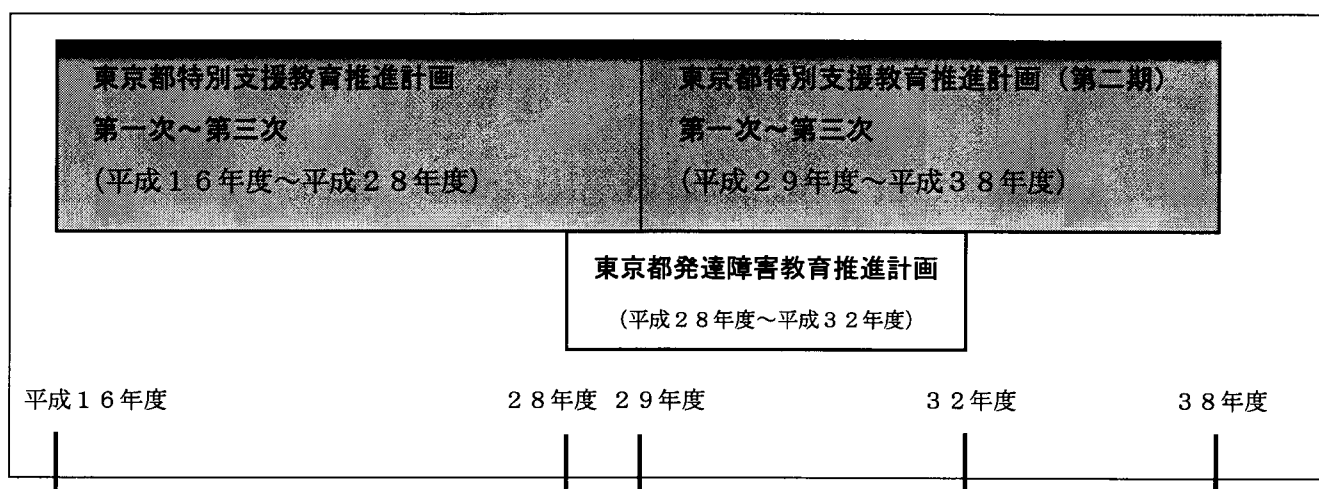 東京都特別支援教育推進計画
第一次~第三次
(平成16年度~平成28年度)
東京都特別支援教育推進計画(第二期)
第一次~第三次
(平成29年度~平成38年度)
東京都発達障害教育推進計画
(平成28年度~平成32年度)
平成16年度 28年度 29年度 32年度 38年度